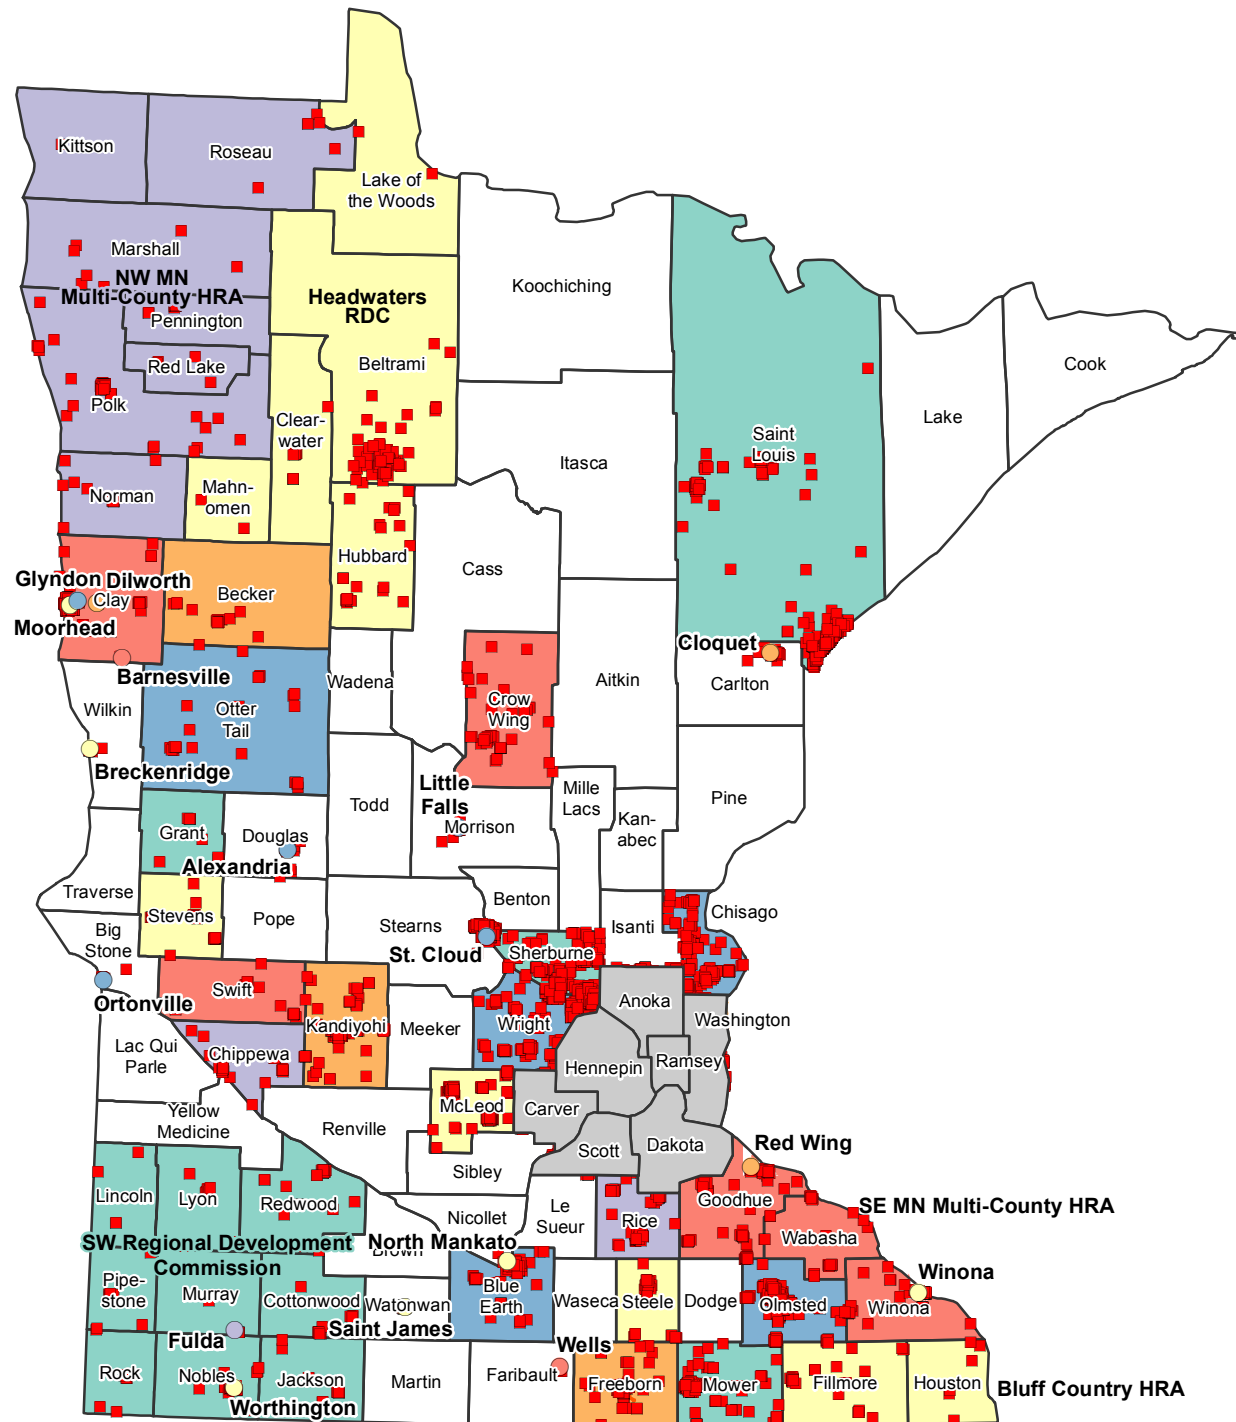 Kittson
Roseau
Lake of
the Woods
Marshall
NW MN
Multi-County HRA
Pennington
Headwaters
RDC
Koochiching
Red Lake
Beltrami
Cook
Polk
Clear-
water
Lake
Saint
Louis
Itasca
Norman
Mahn-
omen
Hubbard
Cass
Glyndon
Dilworth
Clay
Becker
Moorhead
Cloquet
Barnesville
Wadena
Aitkin
Carlton
Wilkin
Otter
Tail
Crow
Wing
Breckenridge
Little
Falls
Mille
Lacs
Pine
Todd
Morrison
Kan-
abec
Grant
Douglas
Alexandria
Traverse
Stevens
Pope
Stearns
Benton
Isanti
Chisago
Big
Stone
St. Cloud
Sherburne
Ortonville
Swift
Kandiyohi
Meeker
Wright
Anoka
Washington
Lac Qui
Parle
Chippewa
Hennepin
Ramsey
Yellow
Medicine
Renville
McLeod
Carver
Scott
Dakota
Sibley
Red Wing
Lincoln
Lyon
Redwood
Nicollet
Le
Sueur
Rice
Goodhue
SE MN Multi-County HRA
Wabasha
SW Regional Development
Commission
Brown
North Mankato
Pipe-
stone
Murray
Cottonwood
Watonwan
Blue
Earth
Waseca
Steele
Dodge
Olmsted
Winona
Winona
Fulda
Saint James
Wells
Rock
Nobles
Jackson
Martin
Faribault
Freeborn
Mower
Fillmore
Houston
Bluff Country HRA
Worthington